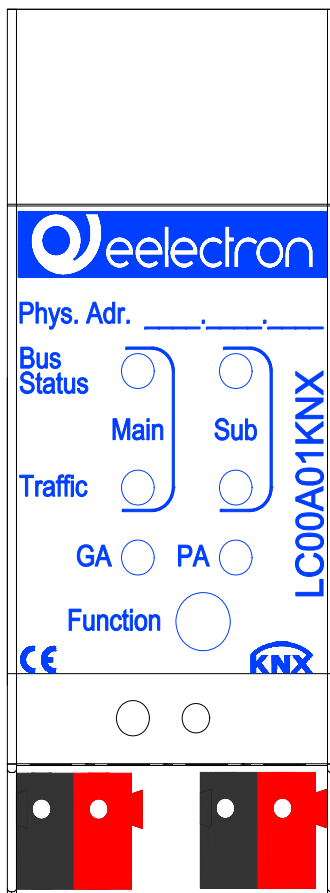 eelectron
Phys. Adr. ____.____.____
Bus
Status
Main
Sub
Traffic
LC00A01KNX
GA
PA
Function
CE
KNX